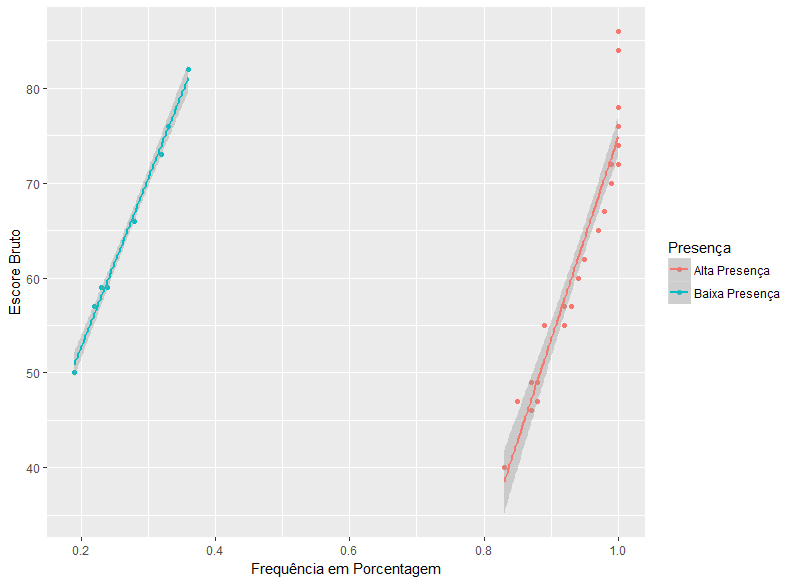 Escore Bruto
80
70
60
50
40
0.2
0.4
0.6
0.8
1.0
Frequência em Porcentagem
Presença
Alta Presença
Baixa Presença